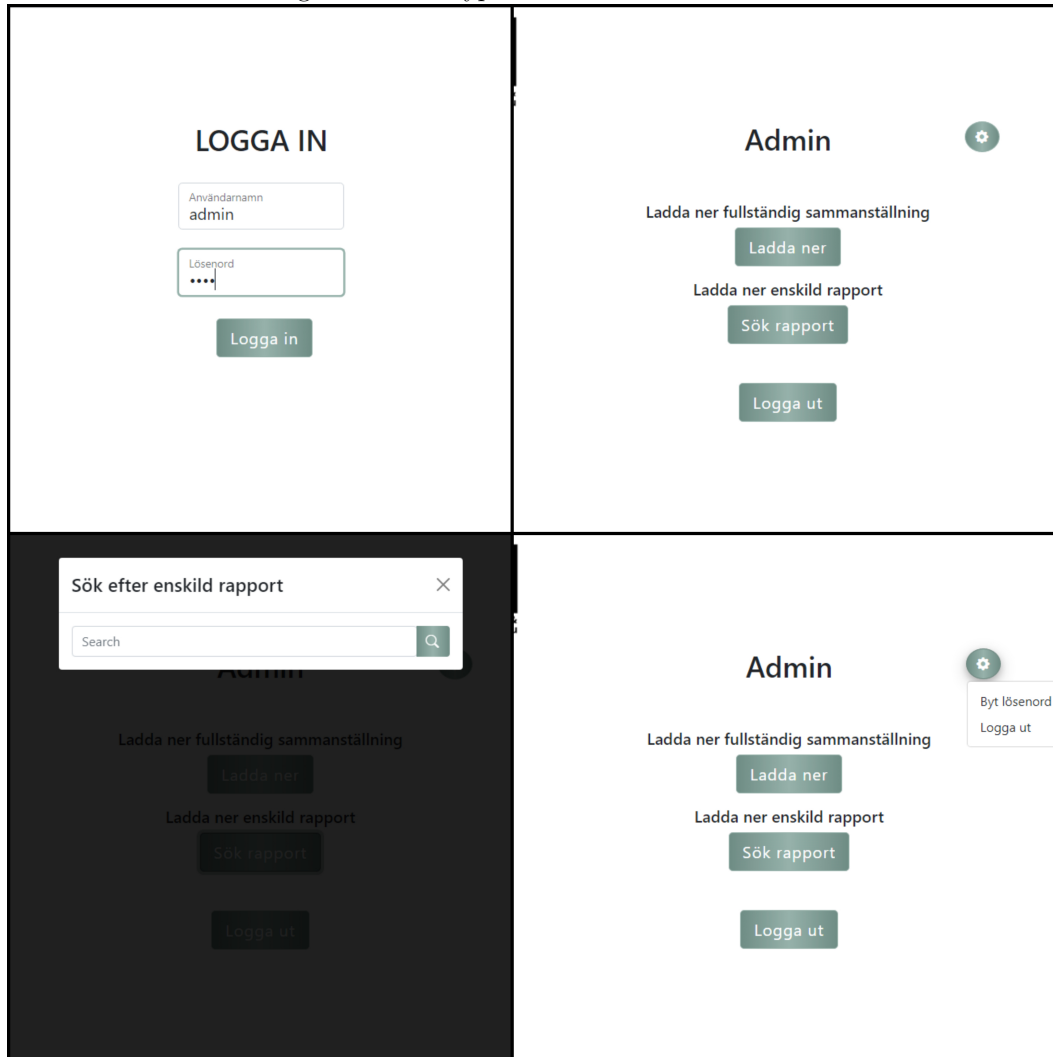 LOGGA IN
Användarnamn
admin
Lösenord
••••
Logga in
Admin
Ladda ner fullständig sammanställning
Ladda ner
Ladda ner enskild rapport
Sök rapport
Logga ut
Sök efter enskild rapport
Search
Admin
Ladda ner fullständig sammanställning
Ladda ner
Ladda ner enskild rapport
Sök rapport
Logga ut
Admin
Byt lösenord
Logga ut
Ladda ner fullständig sammanställning
Ladda ner
Ladda ner enskild rapport
Sök rapport
Logga ut